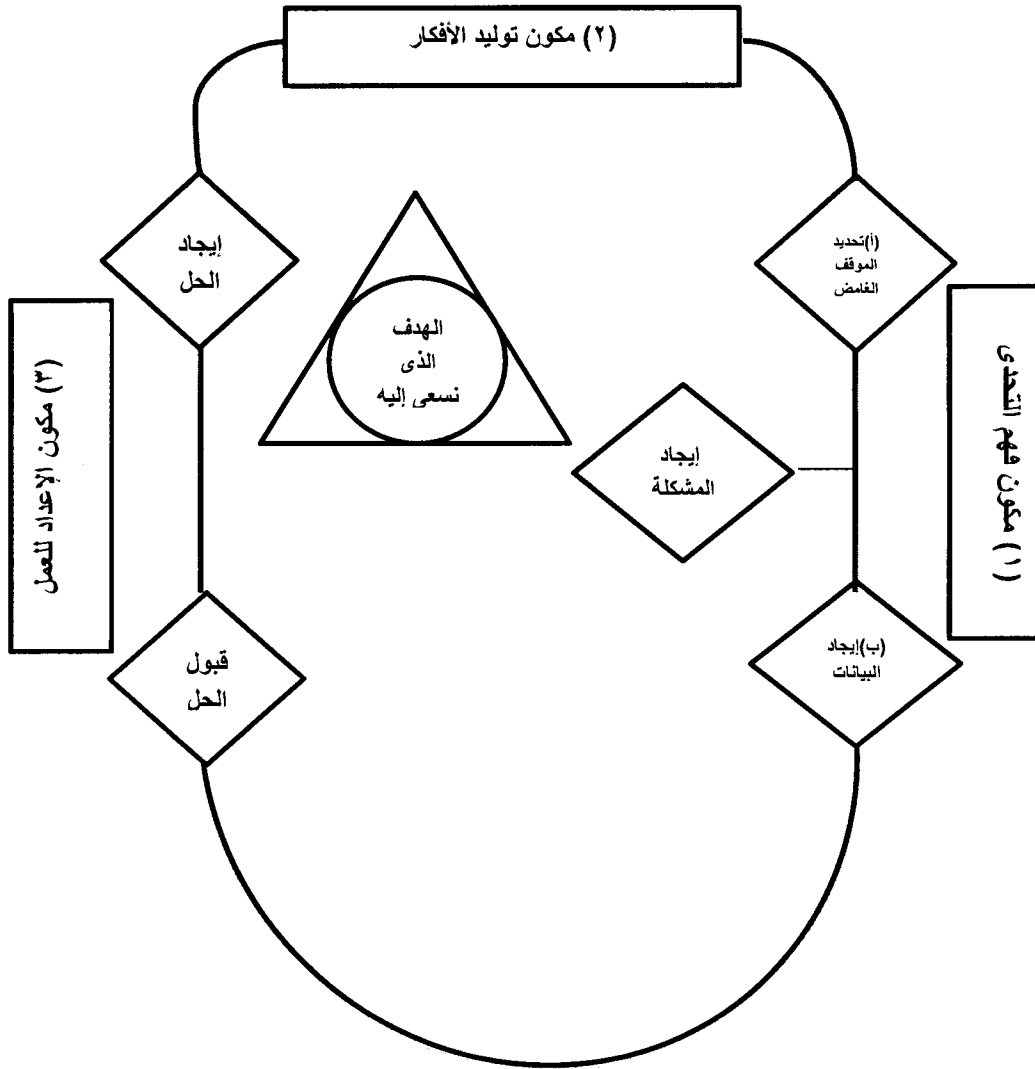 (٢) مكون توليد الأفكار
(أ)تحديد
الموقف
الغامض
إيجاد
الحل
(١) مكون فهم التحدى
الهدف
الذى
نسعى إليه
(٣) مكون الإعداد للعمل
إيجاد
المشكلة
(ب)إيجاد
البيانات
قبول
الحل